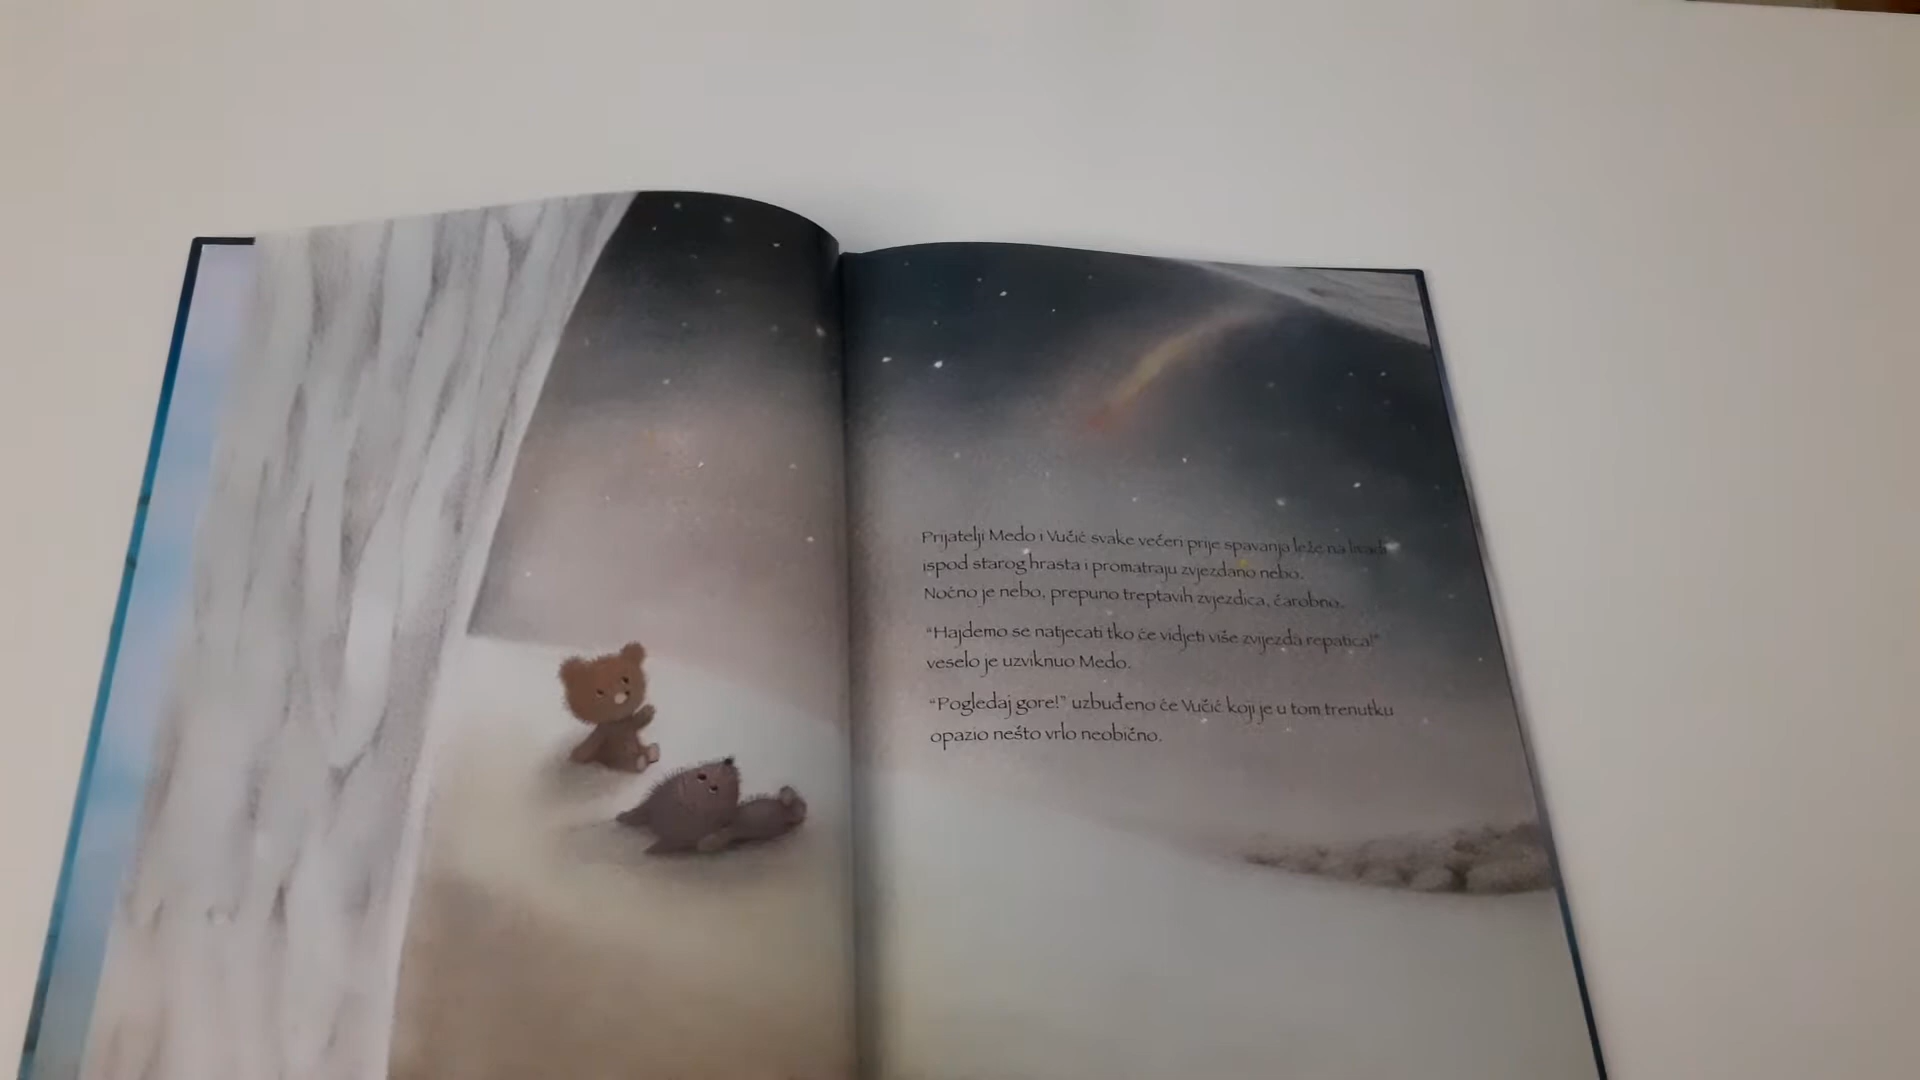 Prijatelji Medo i Vučić svake večeri prije spavanja leže na livadi
ispod starog hrasta i promatraju zvjezdano nebo.
Noćno je nebo, prepuno treptavih zvjezdica, čarobno.
“Hajdemo se natjecati tko će vidjeti više zvijezda repatica!”
veselo je uzviknuo Medo.
“Pogledaj gore!” uzbuđeno će Vučić koji je u tom trenutku
opazio nešto vrlo neobično.